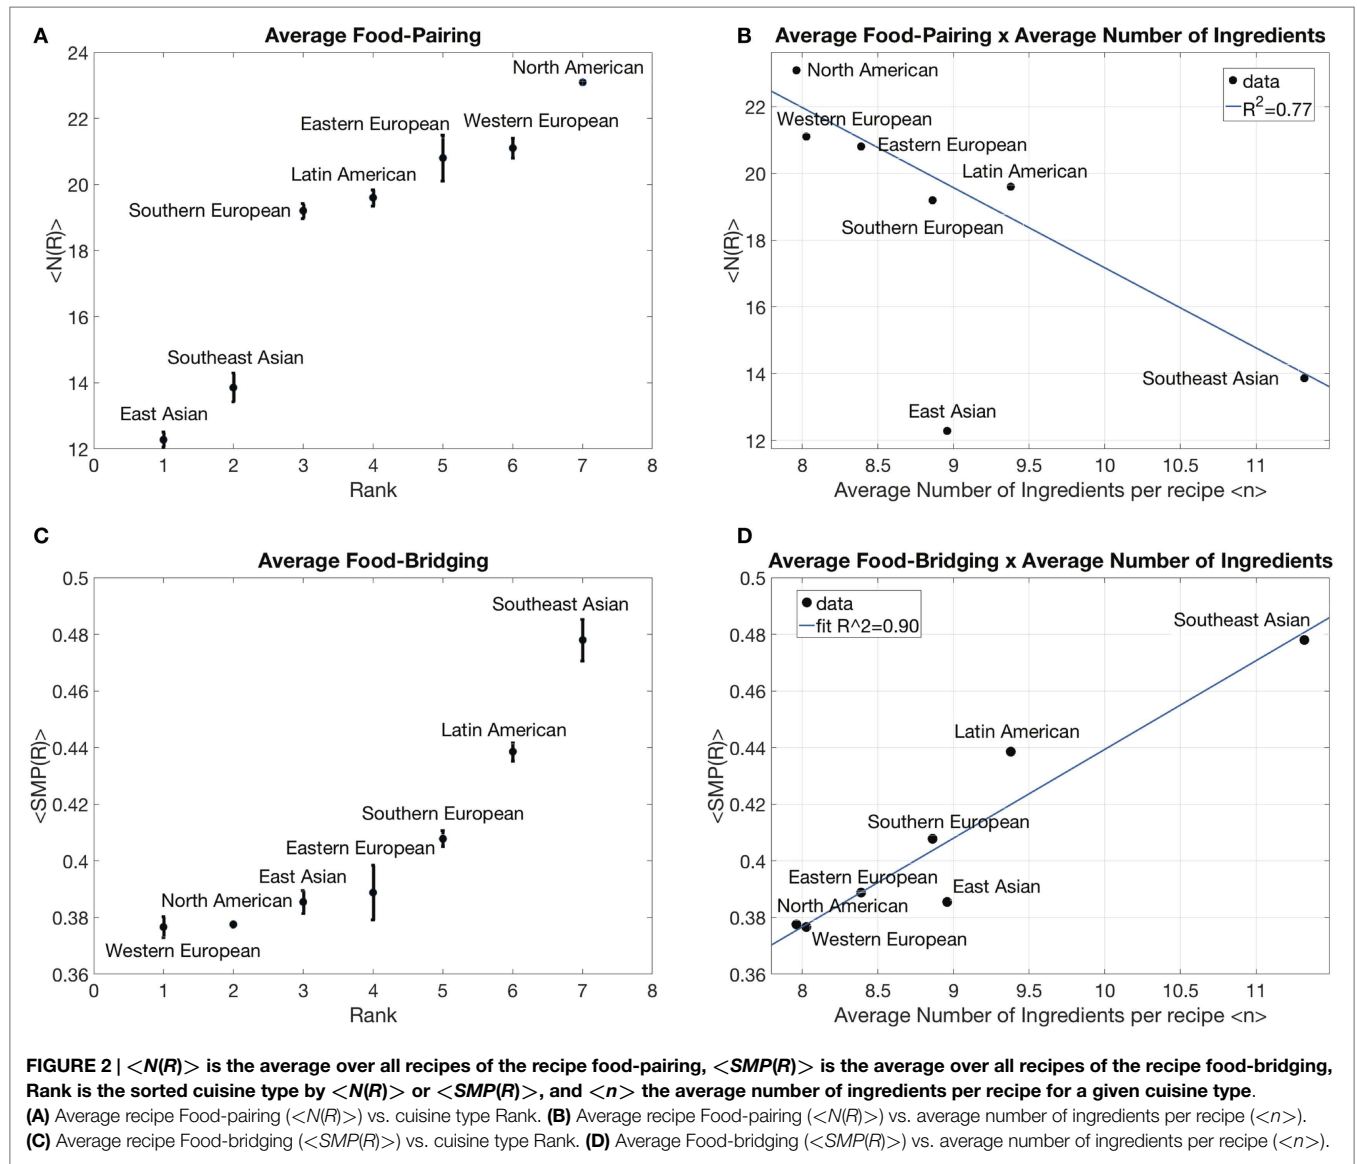 A
Average Food-Pairing
24
22
20
18
16
14
12
<N(R)>
North American
Western European
Eastern European
Latin American
Southern European
Southeast Asian
East Asian
0 1 2 3 4 5 6 7 8
Rank
B
Average Food-Pairing x Average Number of Ingredients
22
20
18
16
14
12
<N(R)>
data
R²=0.77
North American
Western European
Eastern European
Latin American
Southern European
Southeast Asian
East Asian
8 8.5 9 9.5 10 10.5 11
Average Number of Ingredients per recipe <n>
C
Average Food-Bridging
0.5
0.48
0.46
0.44
0.42
0.4
0.38
0.36
<SMP(R)>
Southeast Asian
Latin American
Southern European
Eastern European
East Asian
North American
Western European
0 1 2 3 4 5 6 7 8
Rank
D
Average Food-Bridging x Average Number of Ingredients
0.5
0.48
0.46
0.44
0.42
0.4
0.38
0.36
<SMP(R)>
data
fit R^2=0.90
Southeast Asian
Latin American
Southern European
Eastern European
East Asian
North American
Western European
8 8.5 9 9.5 10 10.5 11
Average Number of Ingredients per recipe <n>
FIGURE 2 | <N(R)> is the average over all recipes of the recipe food-pairing, <SMP(R)> is the average over all recipes of the recipe food-bridging,
Rank is the sorted cuisine type by <N(R)> or <SMP(R)>, and <n> the average number of ingredients per recipe for a given cuisine type.
(A) Average recipe Food-pairing (<N(R)>) vs. cuisine type Rank. (B) Average recipe Food-pairing (<N(R)>) vs. average number of ingredients per recipe (<n>).
(C) Average recipe Food-bridging (<SMP(R)>) vs. cuisine type Rank. (D) Average Food-bridging (<SMP(R)>) vs. average number of ingredients per recipe (<n>).